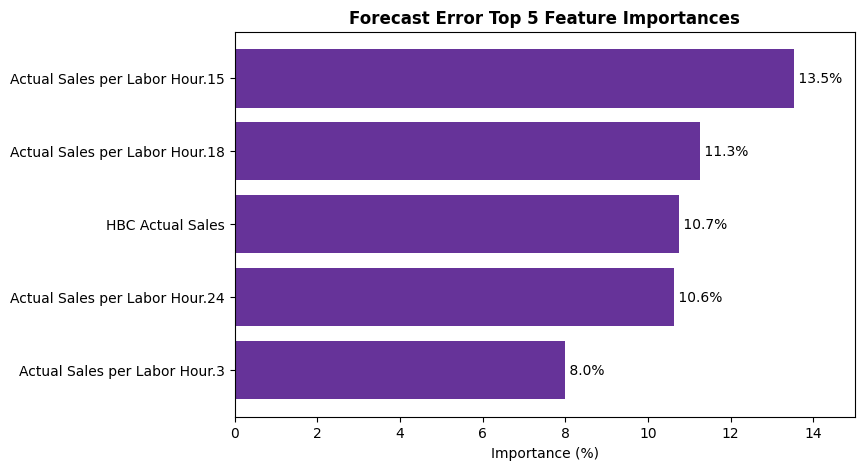 Forecast Error Top 5 Feature Importances
Actual Sales per Labor Hour.15 13.5%
Actual Sales per Labor Hour.18 11.3%
HBC Actual Sales 10.7%
Actual Sales per Labor Hour.24 10.6%
Actual Sales per Labor Hour.3 8.0%
0 2 4 6 8 10 12 14
Importance (%)